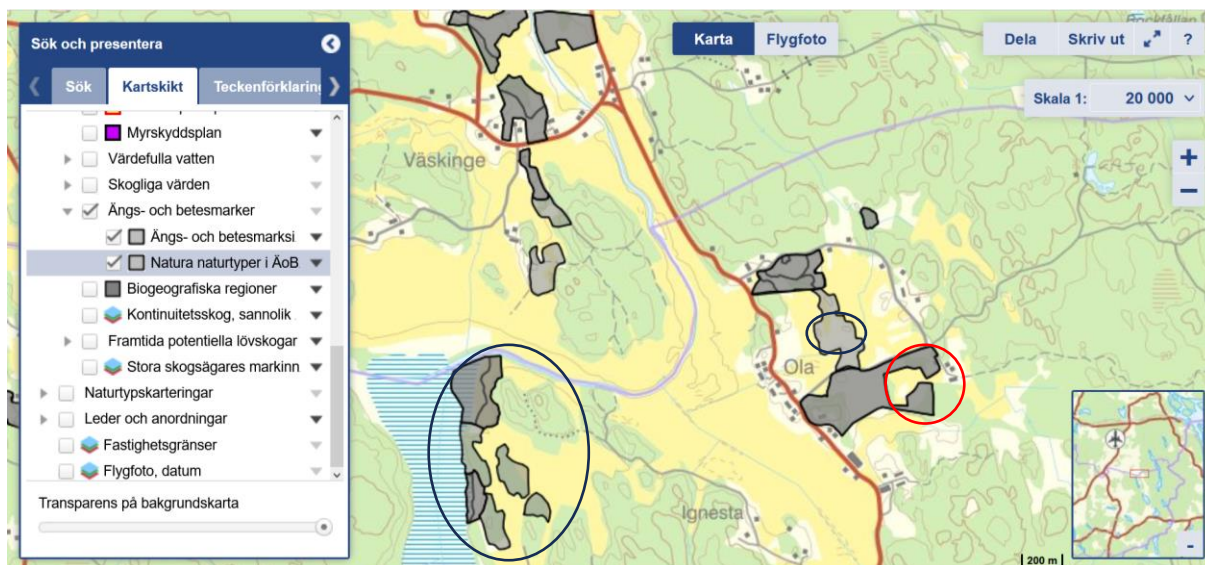 Sök och presentera
Sök
Kartskikt
Teckenförklaring
Myrskyddsplan
Värdefulla vatten
Skogliga värden
Ängs- och betesmarker
Ängs- och betesmarksi
Natura naturtyper i ÄoB
Biogeografiska regioner
Kontinuitetsskog, sannolik
Framtida potentiella lövskogar
Stora skogsägares markinn
Naturtypskarteringar
Leder och anordningar
Fastighetsgränser
Flygfoto, datum
Transparens på bakgrundskarta
Karta
Flygfoto
Dela
Skriv ut
?
Skala 1: 20 000
+
−
Väskinge
Ola
Ignesta
200 m
-